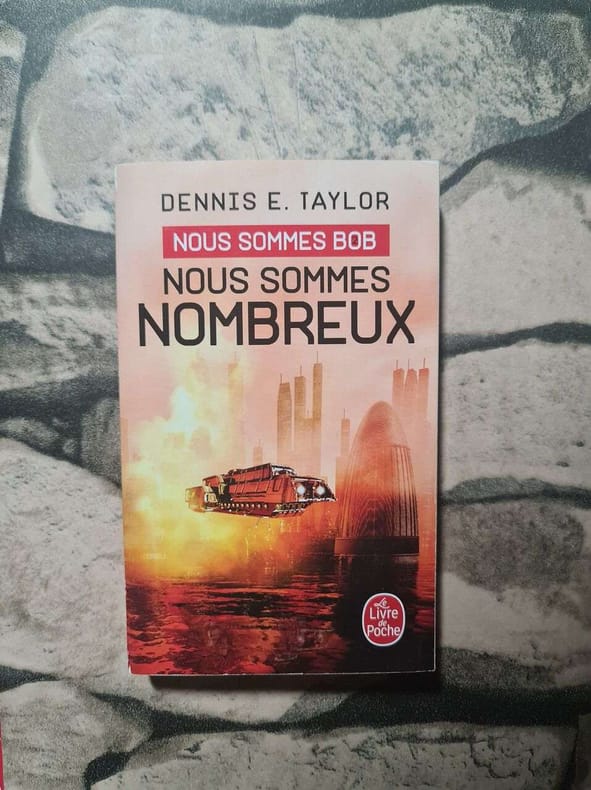 DENNIS E. TAYLOR
NOUS SOMMES BOB
NOUS SOMMES
NOMBREUX
Le
Livre
de
Poche